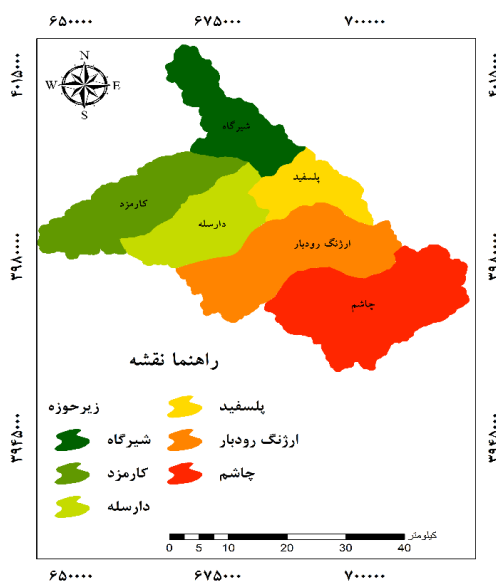 ۶۵۰۰۰۰ ۶۷۵۰۰۰ ۷۰۰۰۰۰
۴۰۱۵۰۰۰ ۴۰۱۵۰۰۰
N
W E
S
شیرگاه
پلسفید
کارمزد
دارسله
ارژنگ رودبار
۳۹۸۰۰۰۰ ۳۹۸۰۰۰۰
چاشم
راهنما نقشه
زیرحوزه
شیرگاه
کارمزد
دارسله
پلسفید
ارژنگ رودبار
چاشم
۳۹۴۵۰۰۰ ۳۹۴۵۰۰۰
کیلومتر
0 5 10 20 30 40
۶۵۰۰۰۰ ۶۷۵۰۰۰ ۷۰۰۰۰۰